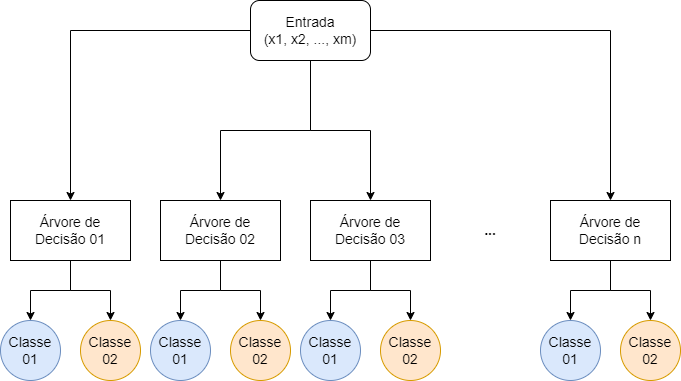 Entrada
(x1, x2, ..., xm)
Árvore de
Decisão 01
Árvore de
Decisão 02
Árvore de
Decisão 03
...
Árvore de
Decisão n
Classe
01
Classe
02
Classe
01
Classe
02
Classe
01
Classe
02
Classe
01
Classe
02